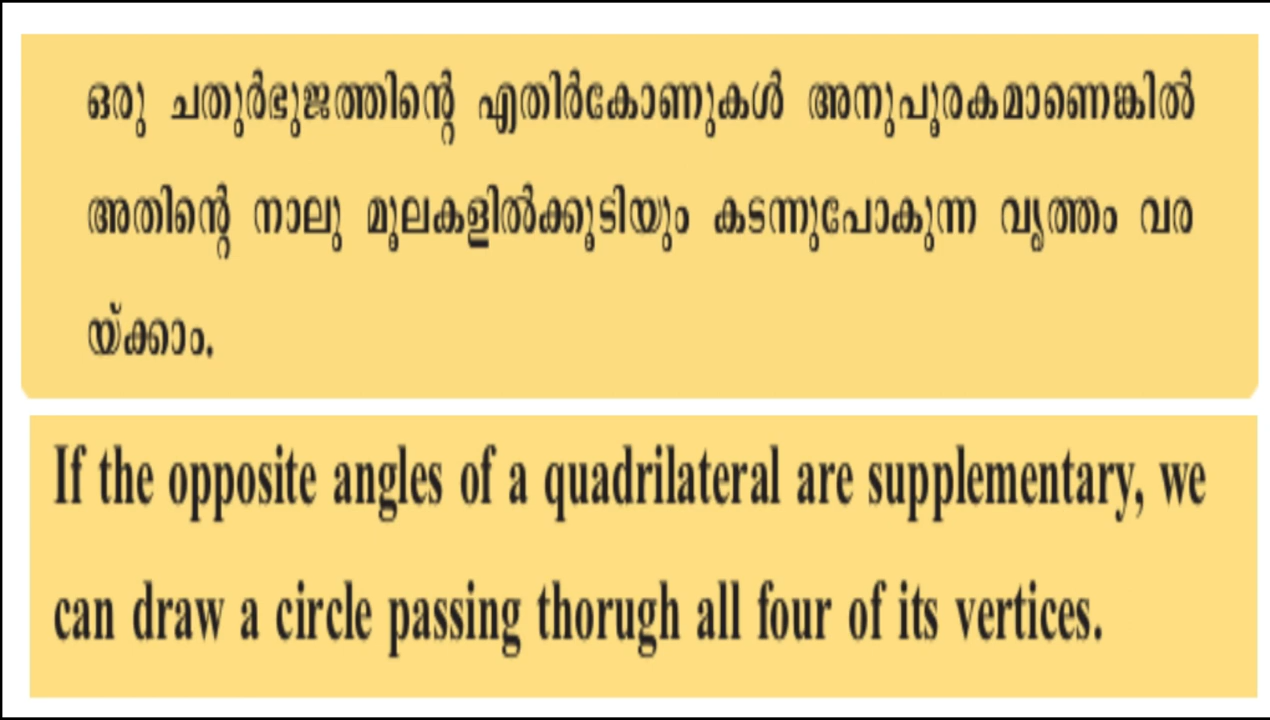 ഒരു ചതുർഭുജത്തിന്റെ എതിർകോണുകൾ അനുപൂരകമാണെങ്കിൽ
അതിന്റെ നാലു മൂലകളിൽക്കൂടിയും കടന്നുപോകുന്ന വൃത്തം വര
യ്ക്കാം.
If the opposite angles of a quadrilateral are supplementary, we
can draw a circle passing thorugh all four of its vertices.